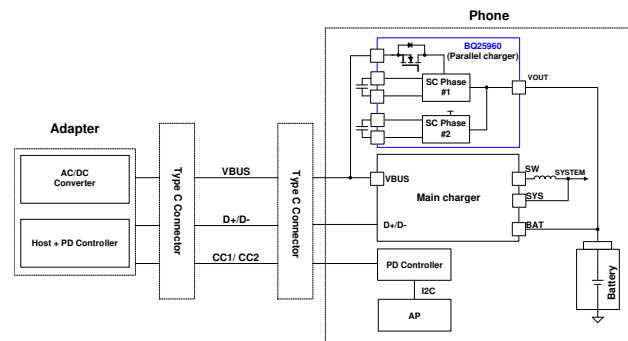 Phone
BQ25960
(Parallel charger)
SC Phase
#1
VOUT
SC Phase
#2
Adapter
AC/DC
Converter
Host + PD Controller
Type C Connector
VBUS
D+/D-
CC1/ CC2
Type C Connector
VBUS
Main charger
D+/D-
SW
SYSTEM
SYS
BAT
PD Controller
I2C
AP
Battery